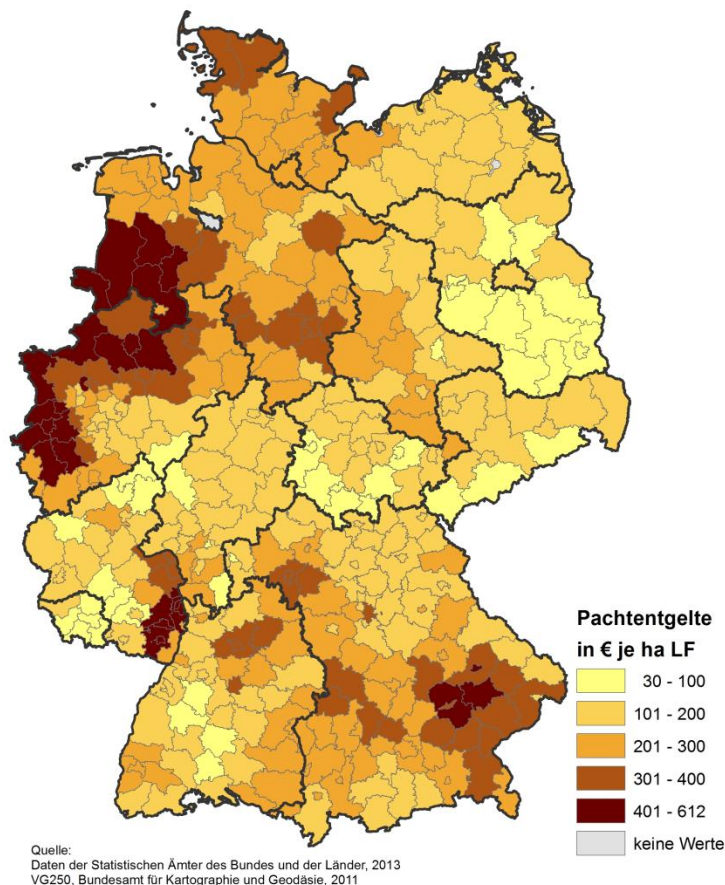 Pachtentgelte
in € je ha LF
30 - 100
101 - 200
201 - 300
301 - 400
401 - 612
keine Werte
Quelle:
Daten der Statistischen Ämter des Bundes und der Länder, 2013
VG250, Bundesamt für Kartographie und Geodäsie, 2011